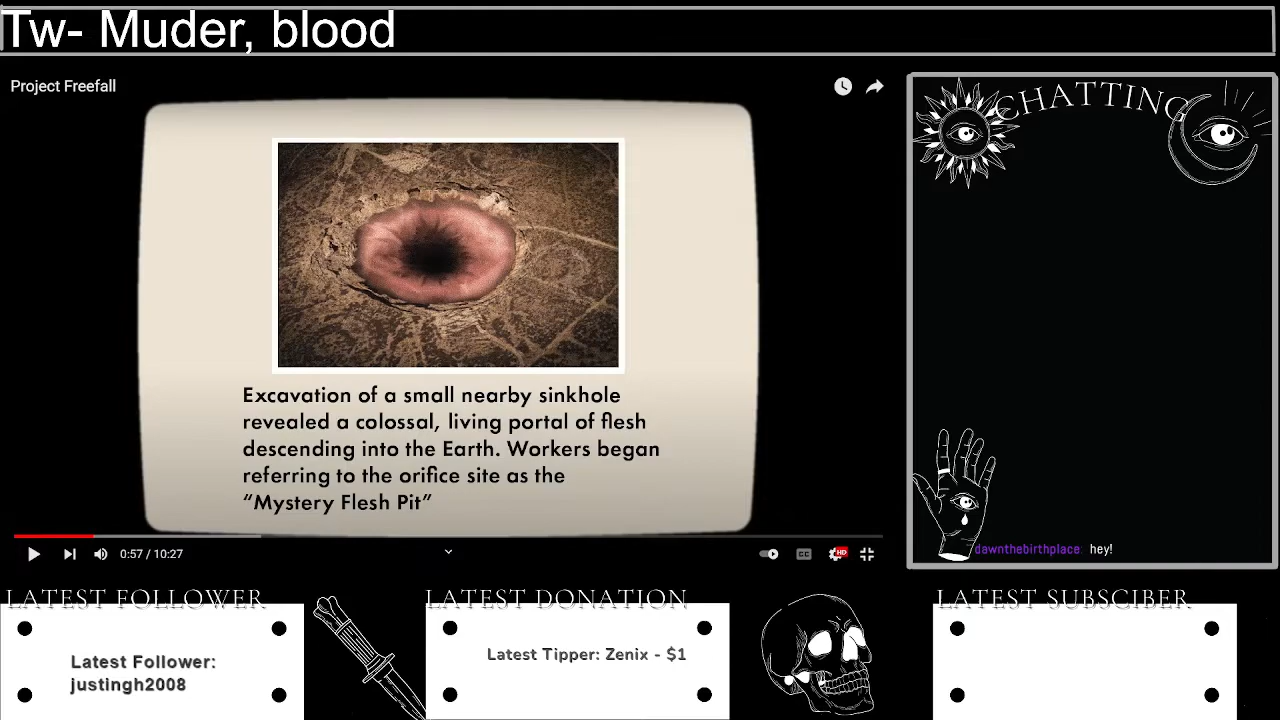 Tw- Muder, blood
Project Freefall
CHATTING
Excavation of a small nearby sinkhole
revealed a colossal, living portal of flesh
descending into the Earth. Workers began
referring to the orifice site as the
“Mystery Flesh Pit”
0:57 / 10:27
CC
HD
dawnthebirthplace: hey!
LATEST FOLLOWER
LATEST DONATION
LATEST SUBSCIBER
Latest Follower:
justingh2008
Latest Tipper: Zenix - $1